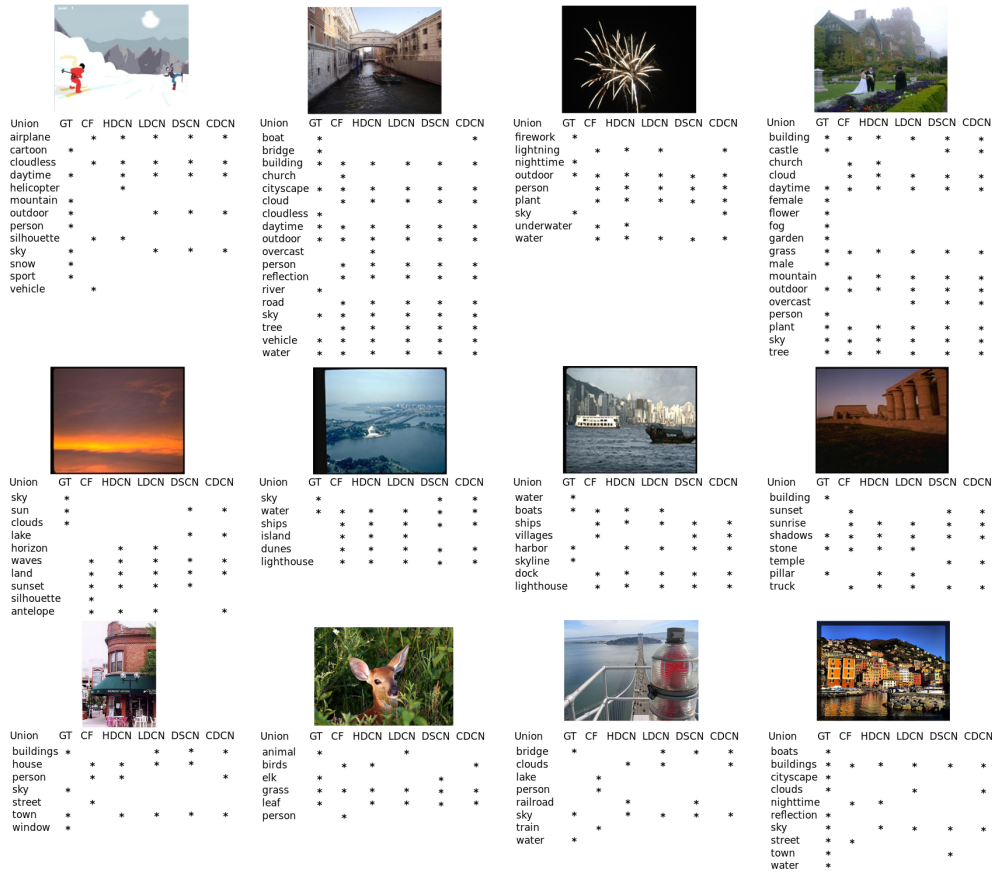 Level : 1
Union GT CF HDCN LDCN DSCN CDCN
airplane * * * * *
cartoon *
cloudless * * * * *
daytime * * * * *
helicopter *
mountain *
outdoor * * * *
person *
silhouette * *
sky * * * *
snow *
sport *
vehicle *
Union GT CF HDCN LDCN DSCN CDCN
boat * *
bridge *
building * * * * * *
church *
cityscape * * * * * *
cloud * * * * *
cloudless *
daytime * * * * * *
outdoor * * * * * *
overcast *
person * * * * *
reflection * * * * *
river *
road * * * * *
sky * * * * * *
tree * * * * *
vehicle * * * * * *
water * * * * * *
Union GT CF HDCN LDCN DSCN CDCN
firework *
lightning * * * *
nighttime *
outdoor * * * * * *
person * * * * *
plant * * * * *
sky * *
underwater * *
water * * * * *
Union GT CF HDCN LDCN DSCN CDCN
building * * * * * *
castle * * *
church * *
cloud * * * * *
daytime * * * * * *
female *
flower *
fog *
garden *
grass * * * * * *
male *
mountain * * * * *
outdoor * * * * * *
overcast * * *
person *
plant * * * * * *
sky * * * * * *
tree * * * * * *
Union GT CF HDCN LDCN DSCN CDCN
sky *
sun * * *
clouds *
lake * *
horizon * *
waves * * * * *
land * * * * *
sunset * * * *
silhouette *
antelope * * * *
Union GT CF HDCN LDCN DSCN CDCN
sky * * *
water * * * * * *
ships * * * * *
island * * *
dunes * * * * *
lighthouse * * * * *
Union GT CF HDCN LDCN DSCN CDCN
water *
boats * * * *
ships * * * * *
villages * * *
harbor * * * * *
skyline *
dock * * * * *
lighthouse * * * * *
Union GT CF HDCN LDCN DSCN CDCN
building *
sunset * * *
sunrise * * * * *
shadows * * * * * *
stone * * * *
temple * *
pillar * * *
truck * * * * *
Union GT CF HDCN LDCN DSCN CDCN
buildings * * * *
house * * * *
person * * *
sky *
street *
town * * * * *
window *
Union GT CF HDCN LDCN DSCN CDCN
animal * *
birds * * *
elk * *
grass * * * * * *
leaf * * * * *
person *
Union GT CF HDCN LDCN DSCN CDCN
bridge * * * *
clouds * * *
lake *
person *
railroad * *
sky * * * * *
train *
water *
Union GT CF HDCN LDCN DSCN CDCN
boats *
buildings * * * * * *
cityscape *
clouds * * *
nighttime * *
reflection *
sky * * * * *
street * *
town * *
water *